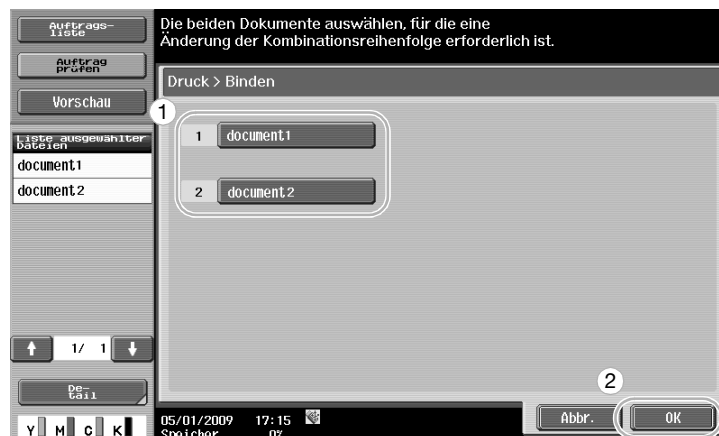 Auftrags-
liste
Die beiden Dokumente auswählen, für die eine
Änderung der Kombinationsreihenfolge erforderlich ist.
Auftrag
prüfen
Vorschau
Druck > Binden
1
Liste ausgewählter
Dateien
document1
document2
1 document1
2 document2
1/ 1
De-
tail
2
Abbr.
OK
Y M C K
05/01/2009 17:15
Speicher 0%